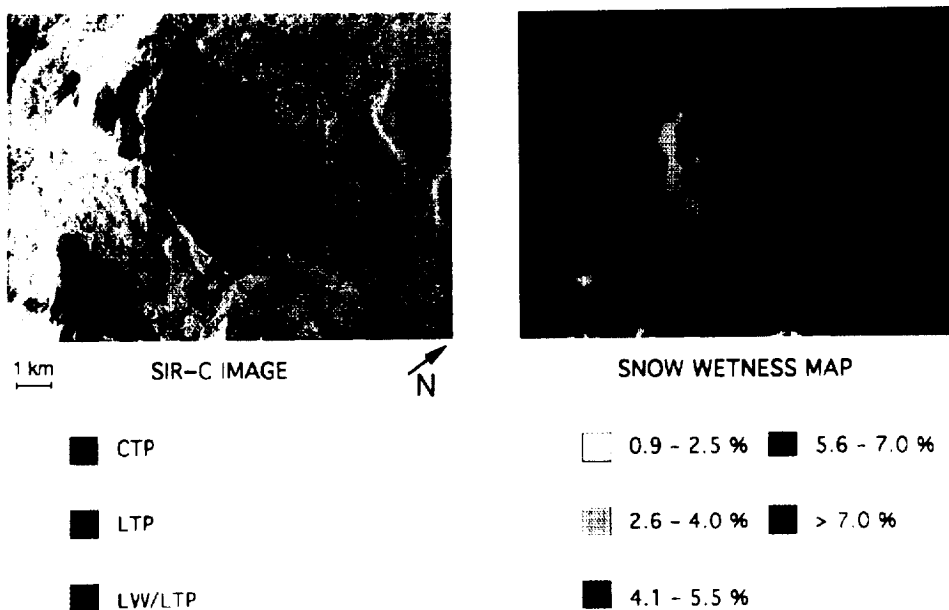 1 km
SIR-C IMAGE
N
SNOW WETNESS MAP
CTP
LTP
LW/LTP
0.9 - 2.5 %
5.6 - 7.0 %
2.6 - 4.0 %
> 7.0 %
4.1 - 5.5 %